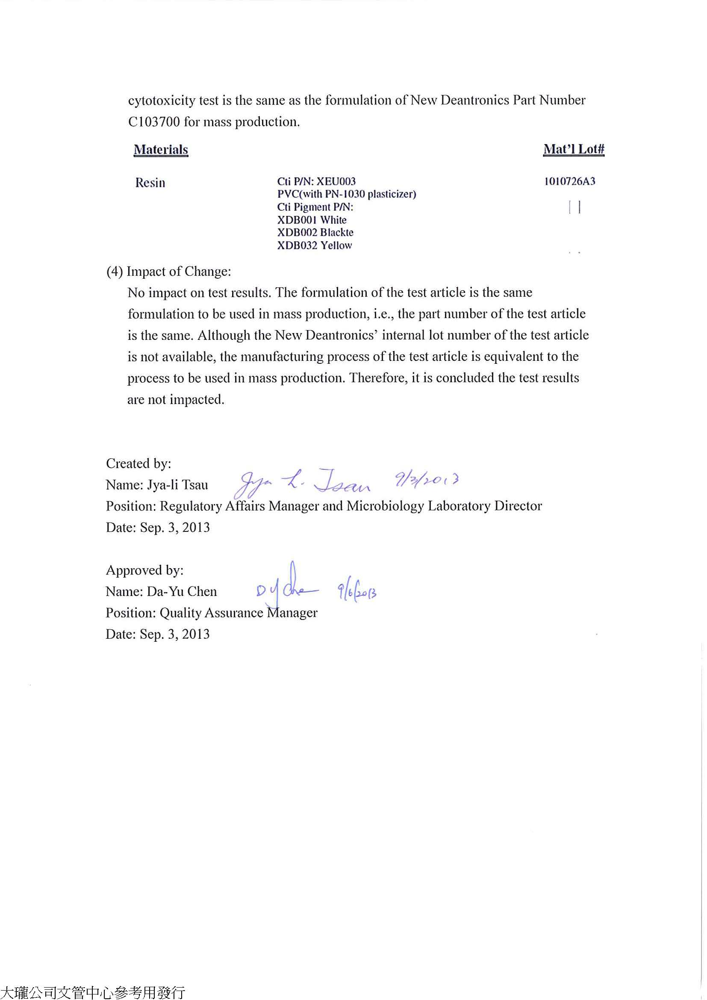 cytotoxicity test is the same as the formulation of New Deantronics Part Number
C103700 for mass production.
Materials Mat’l Lot#
Resin Cti P/N: XEU003 1010726A3
PVC(with PN-1030 plasticizer)
Cti Pigment P/N:
XDB001 White
XDB002 Blackte
XDB032 Yellow
(4) Impact of Change:
No impact on test results. The formulation of the test article is the same
formulation to be used in mass production, i.e., the part number of the test article
is the same. Although the New Deantronics’ internal lot number of the test article
is not available, the manufacturing process of the test article is equivalent to the
process to be used in mass production. Therefore, it is concluded the test results
are not impacted.
Created by:
Name: Jya-li Tsau Jya L. Tsau 9/3/2013
Position: Regulatory Affairs Manager and Microbiology Laboratory Director
Date: Sep. 3, 2013
Approved by:
Name: Da-Yu Chen DY Chen 9/6/2013
Position: Quality Assurance Manager
Date: Sep. 3, 2013
大瓏公司文管中心參考用發行